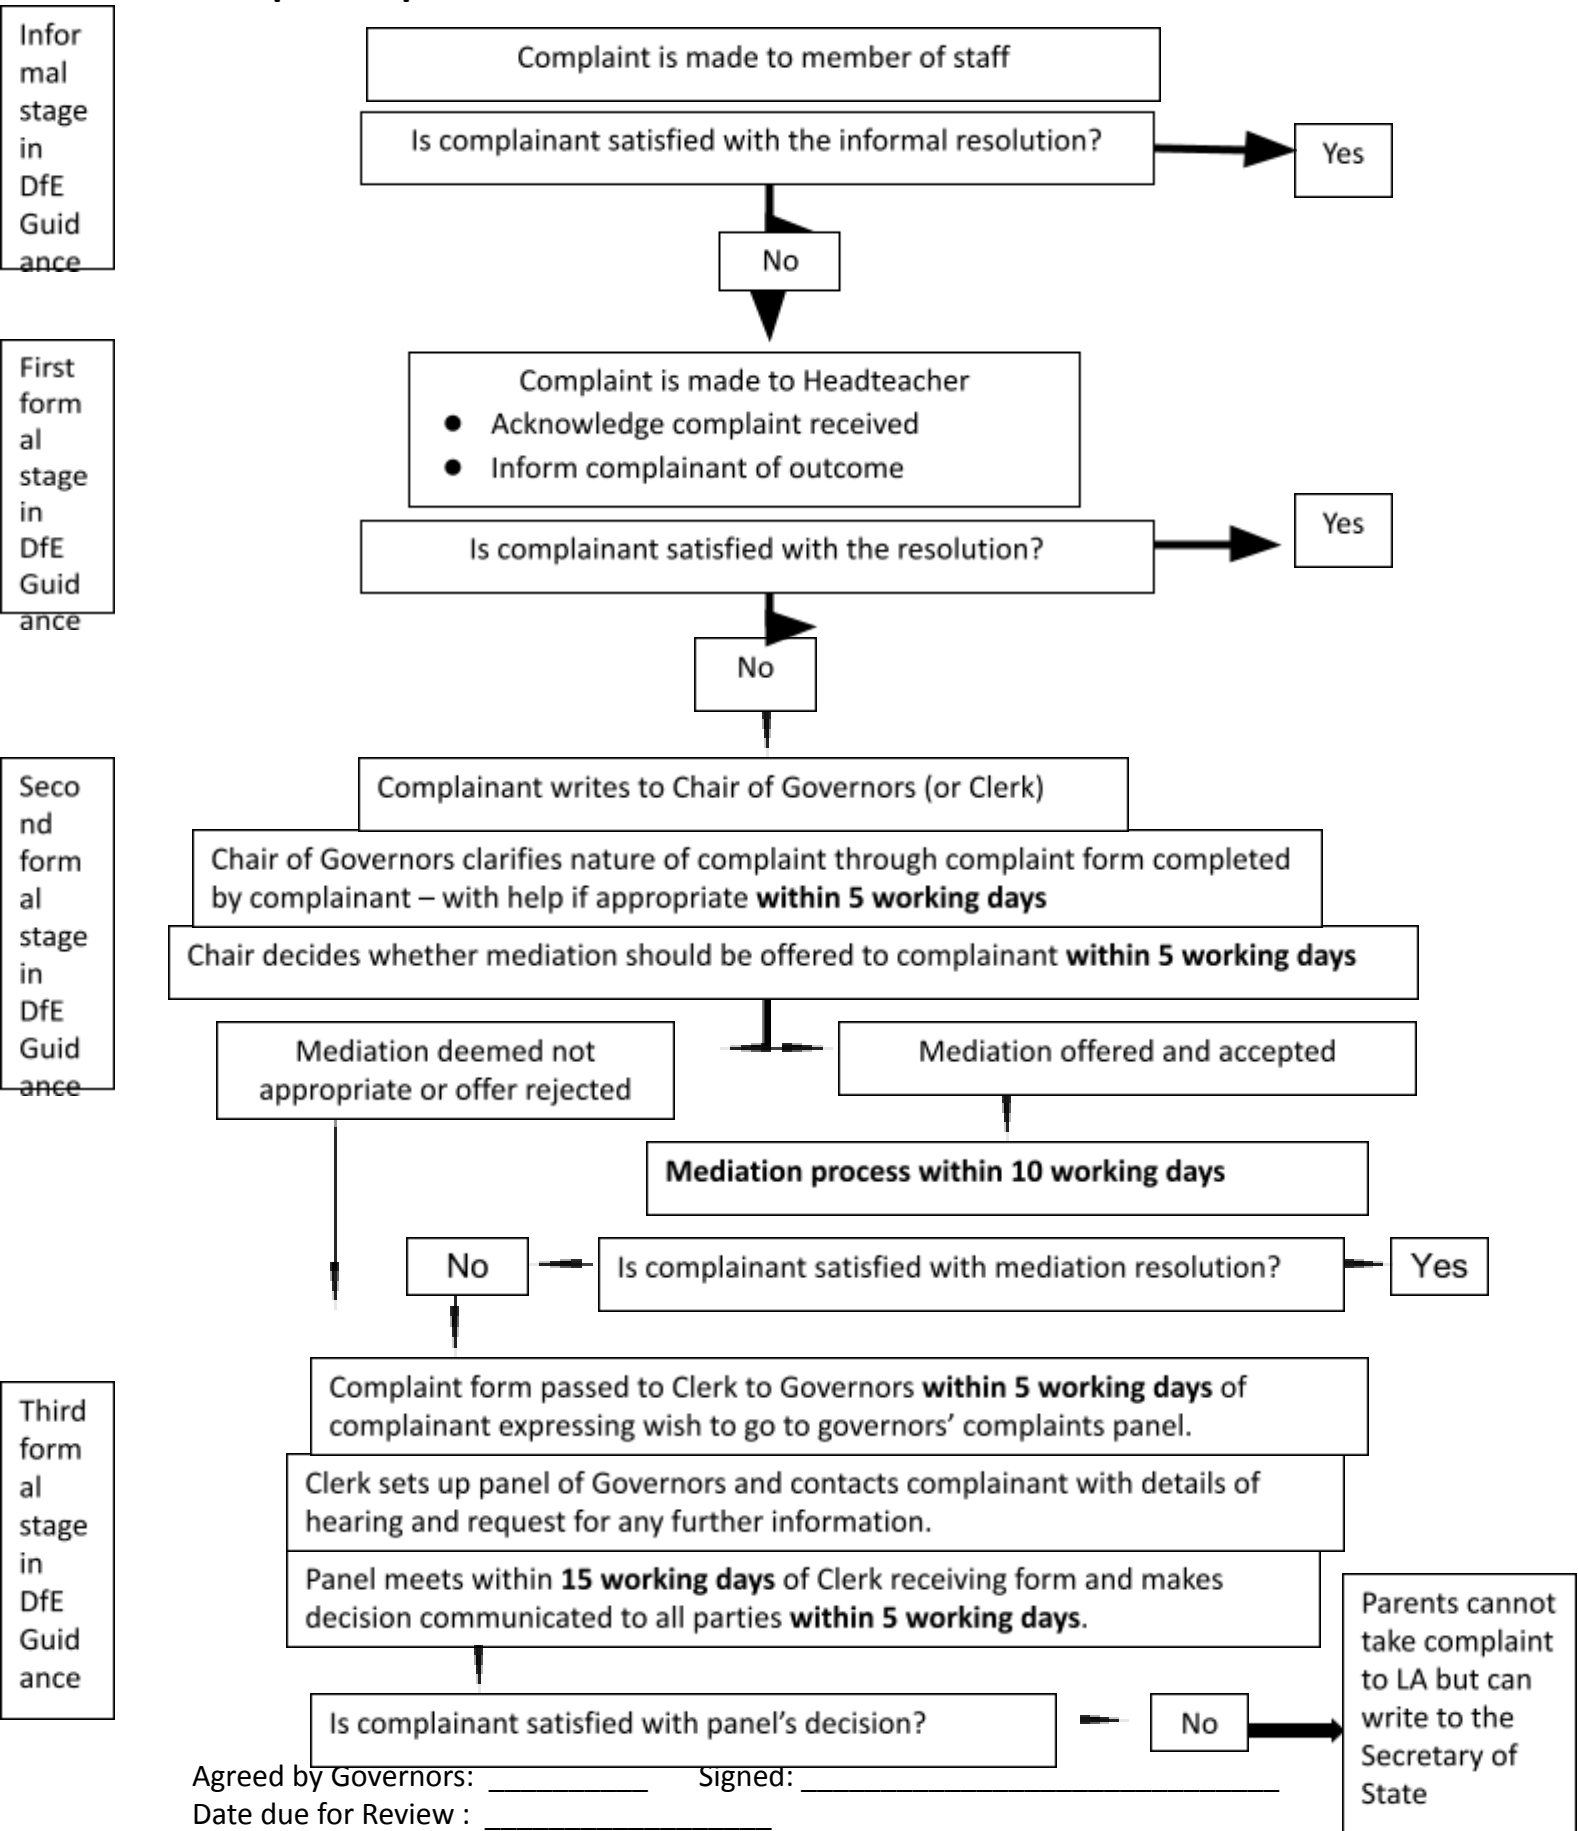 Infor
mal
stage
in
DfE
Guid
ance
Complaint is made to member of staff
Is complainant satisfied with the informal resolution?
Yes
No
First
form
al
stage
in
DfE
Guid
ance
Complaint is made to Headteacher
● Acknowledge complaint received
● Inform complainant of outcome
Is complainant satisfied with the resolution?
Yes
No
Seco
nd
form
al
stage
in
DfE
Guid
ance
Complainant writes to Chair of Governors (or Clerk)
Chair of Governors clarifies nature of complaint through complaint form completed
by complainant – with help if appropriate within 5 working days
Chair decides whether mediation should be offered to complainant within 5 working days
Mediation deemed not
appropriate or offer rejected
Mediation offered and accepted
Mediation process within 10 working days
No
Is complainant satisfied with mediation resolution?
Yes
Third
form
al
stage
in
DfE
Guid
ance
Complaint form passed to Clerk to Governors within 5 working days of
complainant expressing wish to go to governors’ complaints panel.
Clerk sets up panel of Governors and contacts complainant with details of
hearing and request for any further information.
Panel meets within 15 working days of Clerk receiving form and makes
decision communicated to all parties within 5 working days.
Is complainant satisfied with panel’s decision?
No
Parents cannot
take complaint
to LA but can
write to the
Secretary of
State
Agreed by Governors: __________ Signed: ______________________________
Date due for Review : __________________